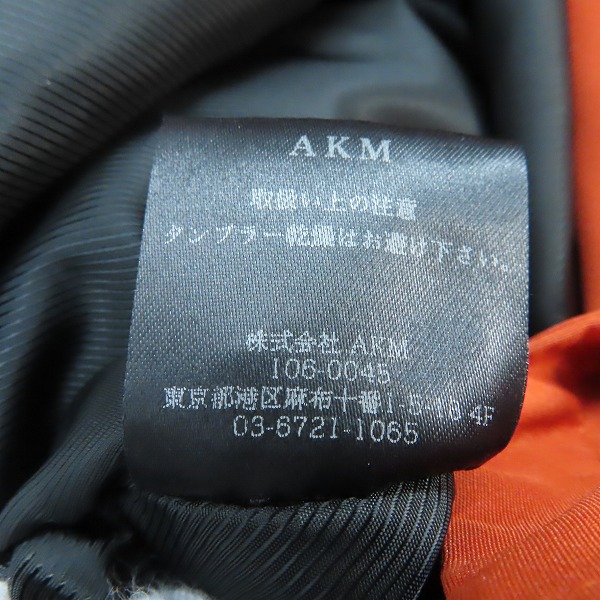 AKM
取扱い上の注意
タンブラー乾燥はお避け下さい。
株式会社 AKM
106-0045
東京都港区麻布十番1-5-10 4F
03-6721-1065